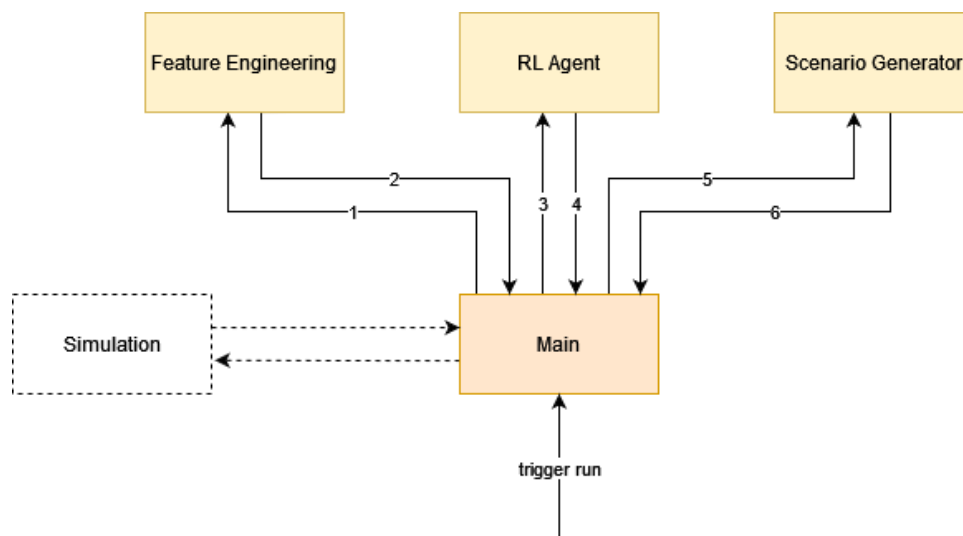 Feature Engineering
RL Agent
Scenario Generator
2
1
3
4
5
6
Simulation
Main
trigger run